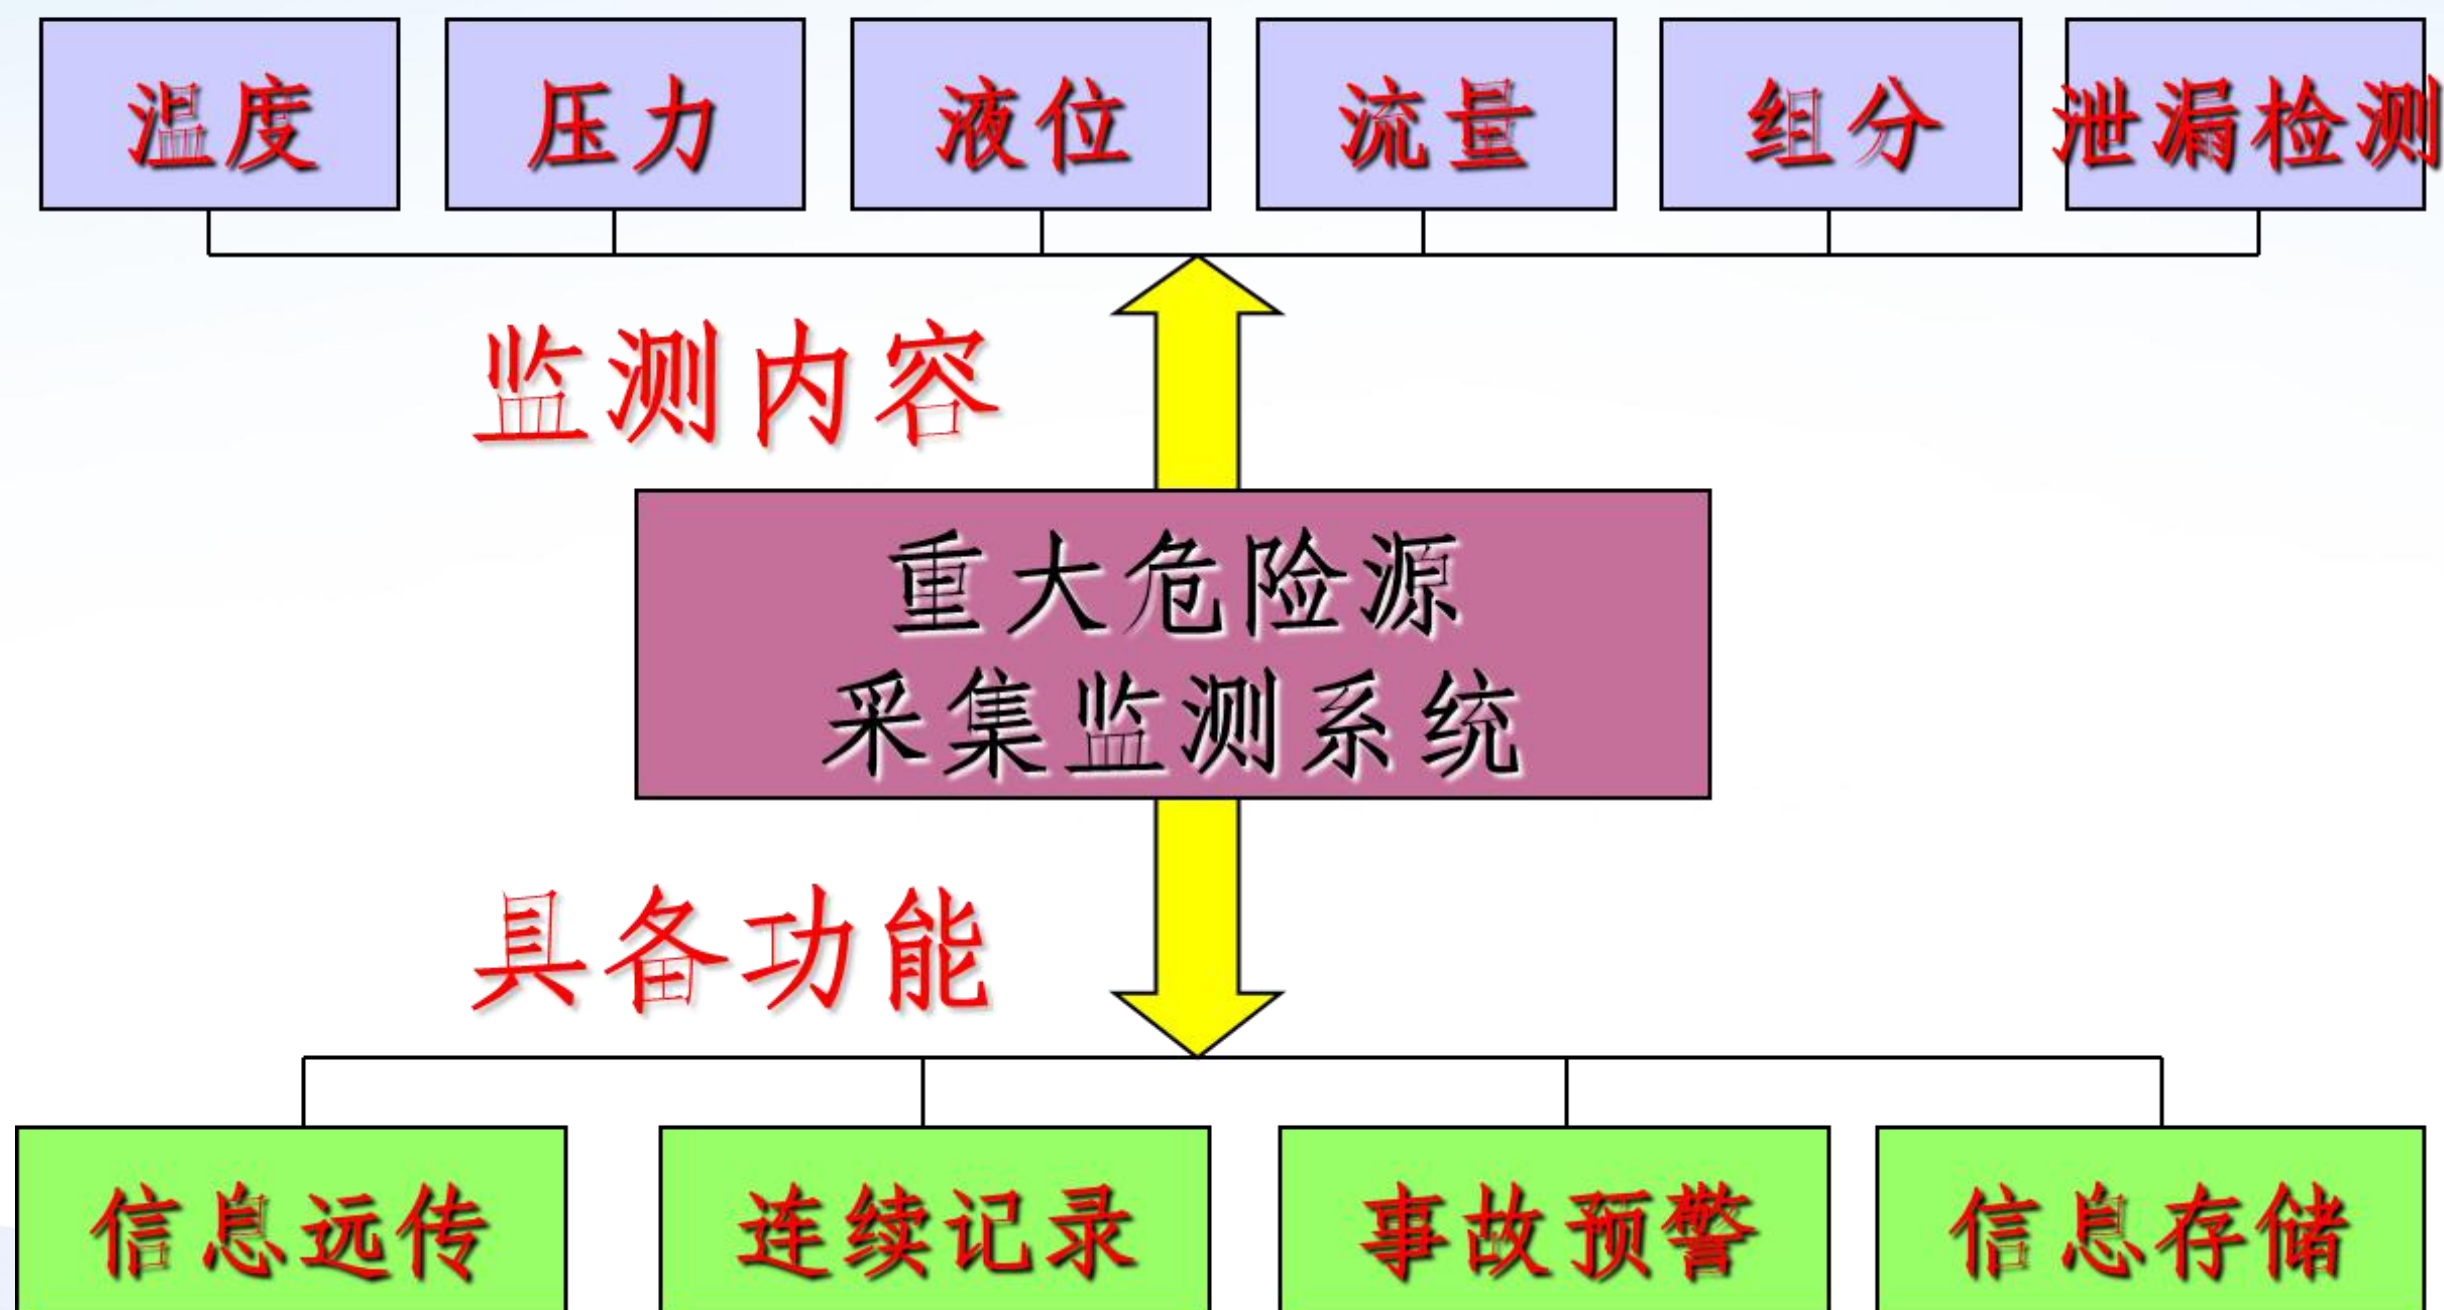 温度
压力
液位
流量
组分
泄漏检测
监测内容
重大危险源
采集监测系统
具备功能
信息远传
连续记录
事故预警
信息存储